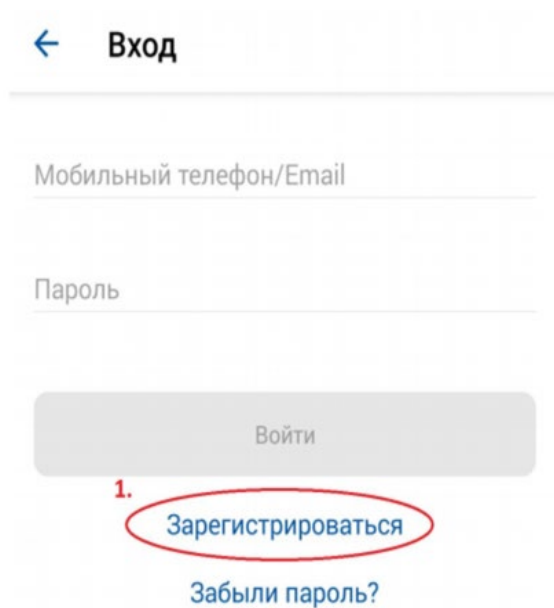 Вход
Мобильный телефон/Email
Пароль
Войти
1.
Зарегистрироваться
Забыли пароль?